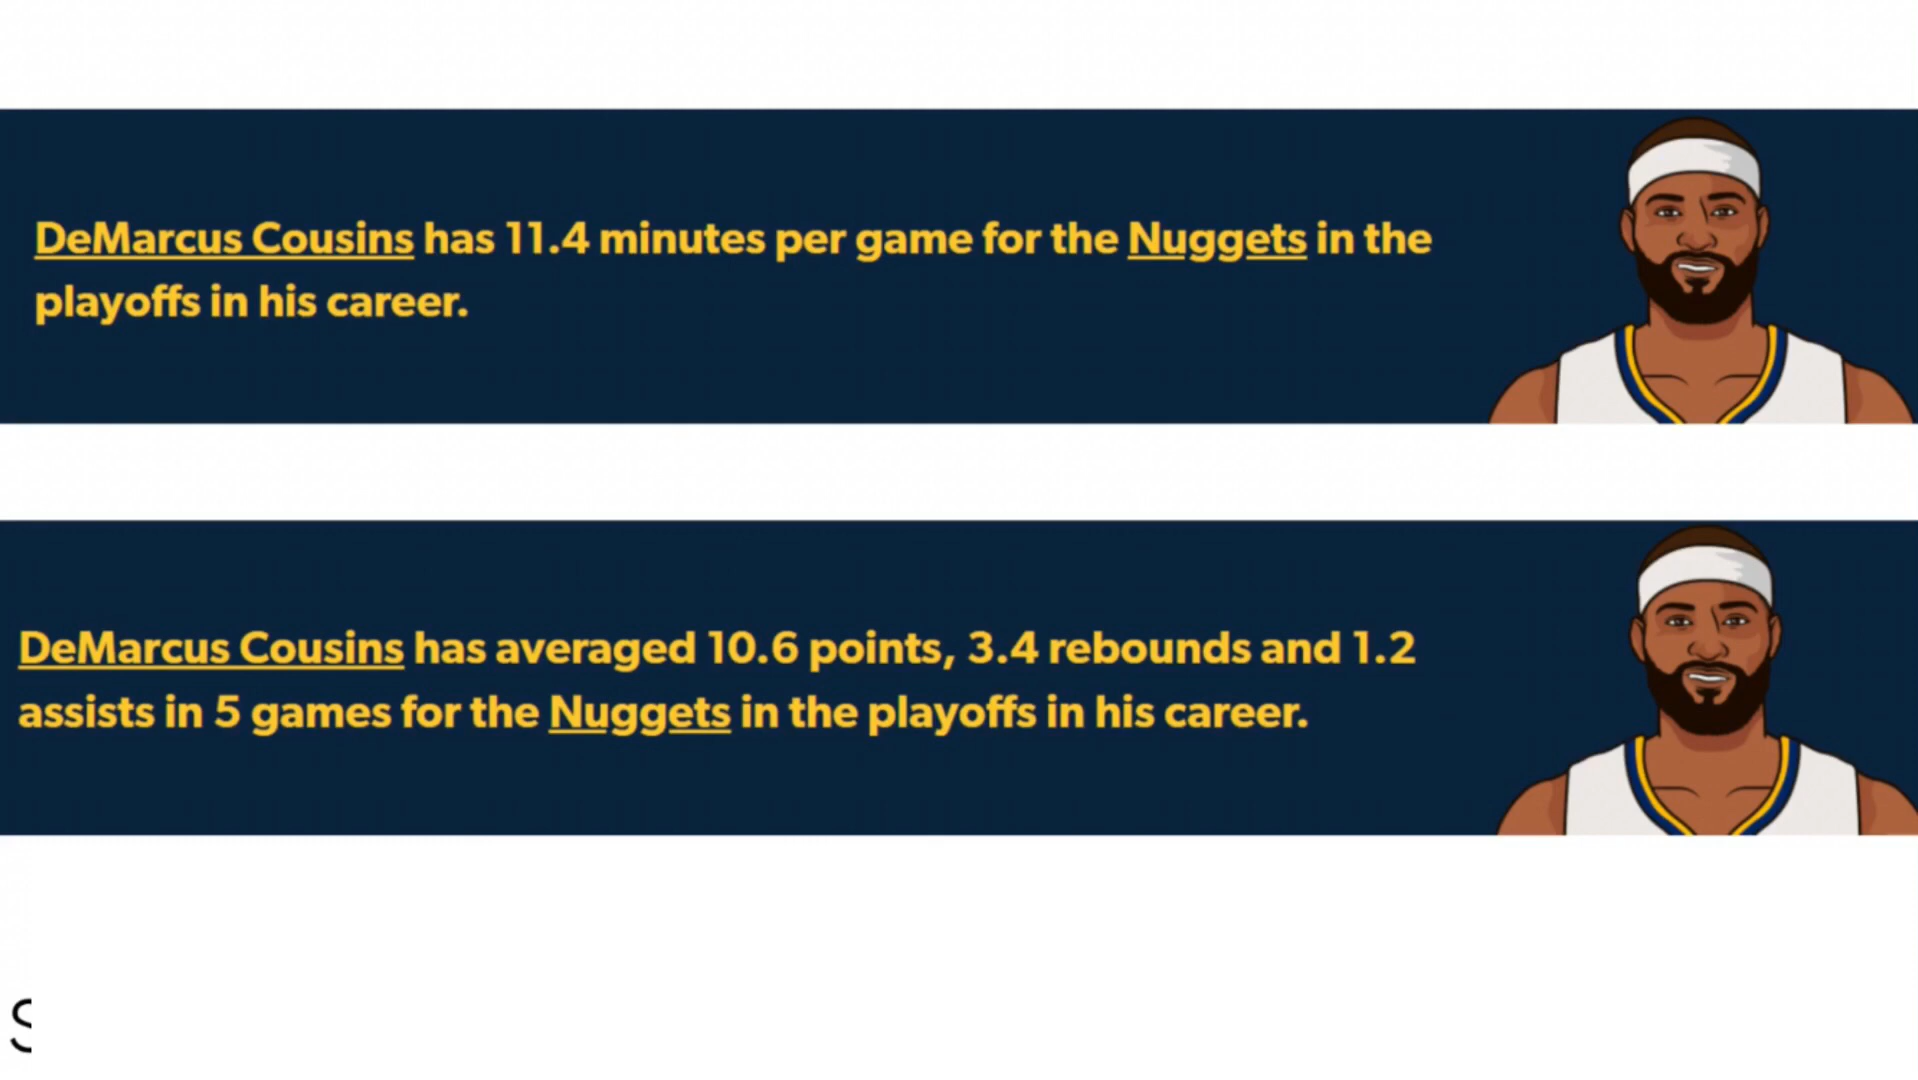 DeMarcus Cousins has 11.4 minutes per game for the Nuggets in the
playoffs in his career.
DeMarcus Cousins has averaged 10.6 points, 3.4 rebounds and 1.2
assists in 5 games for the Nuggets in the playoffs in his career.
S